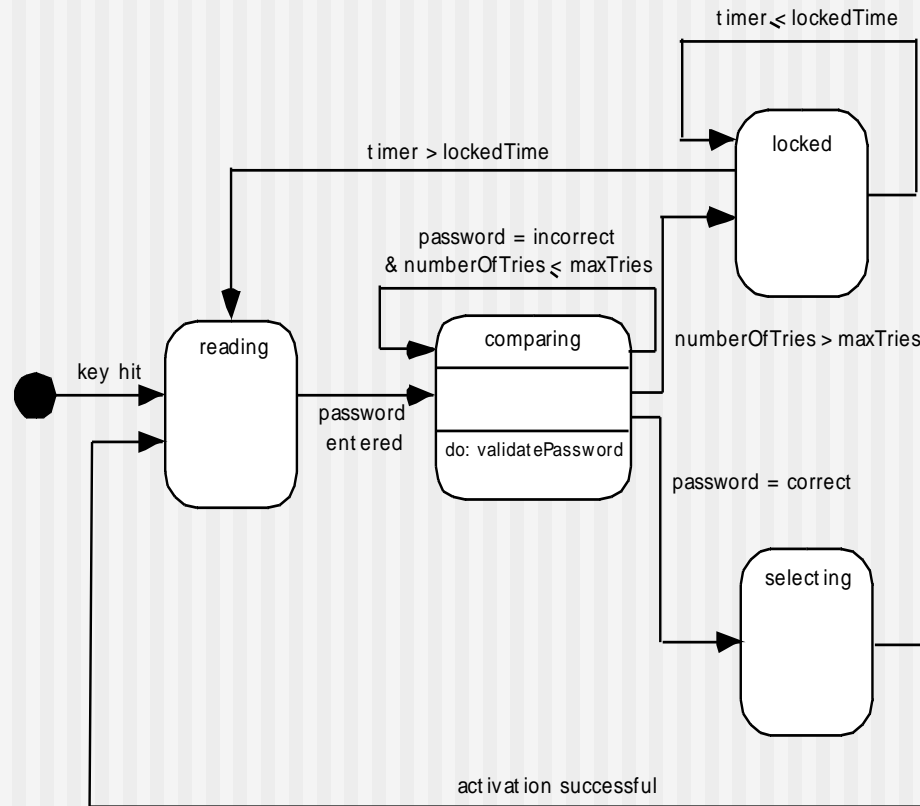 timer ≤ lockedTime
locked
timer > lockedTime
password = incorrect
& numberOfTries ≤ maxTries
reading
comparing
numberOfTries > maxTries
key hit
password
entered
do: validatePassword
password = correct
selecting
activation successful